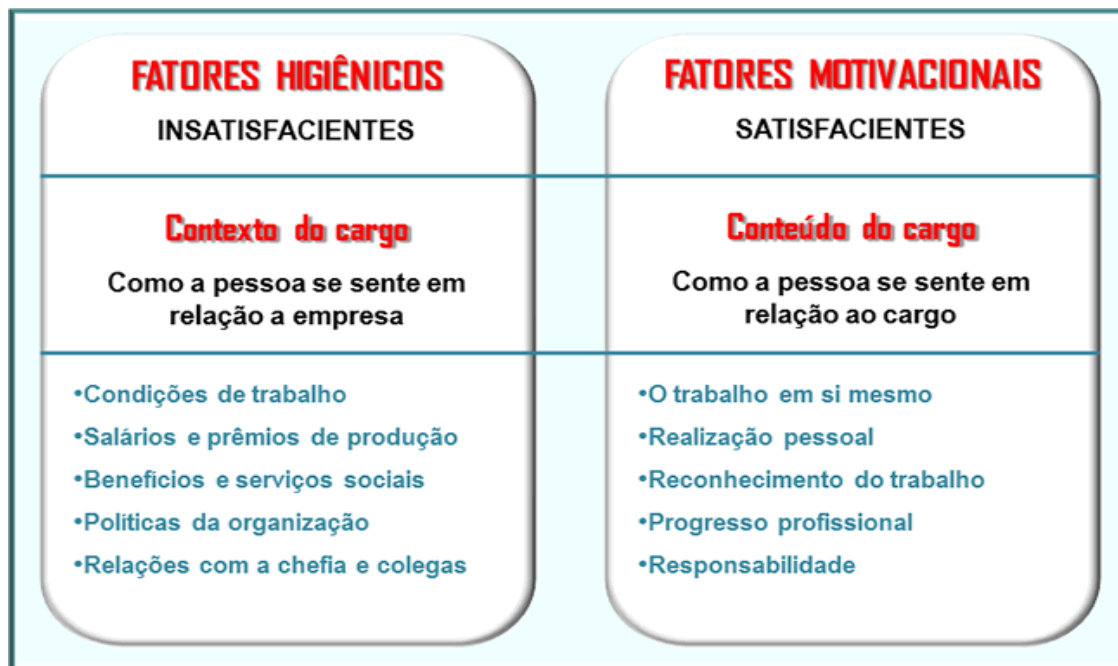 FATORES HIGIÊNICOS
INSATISFACIENTES
Contexto do cargo
Como a pessoa se sente em
relação a empresa
•Condições de trabalho
•Salários e prêmios de produção
•Benefícios e serviços sociais
•Políticas da organização
•Relações com a chefia e colegas
FATORES MOTIVACIONAIS
SATISFACIENTES
Conteúdo do cargo
Como a pessoa se sente em
relação ao cargo
•O trabalho em si mesmo
•Realização pessoal
•Reconhecimento do trabalho
•Progresso profissional
•Responsabilidade